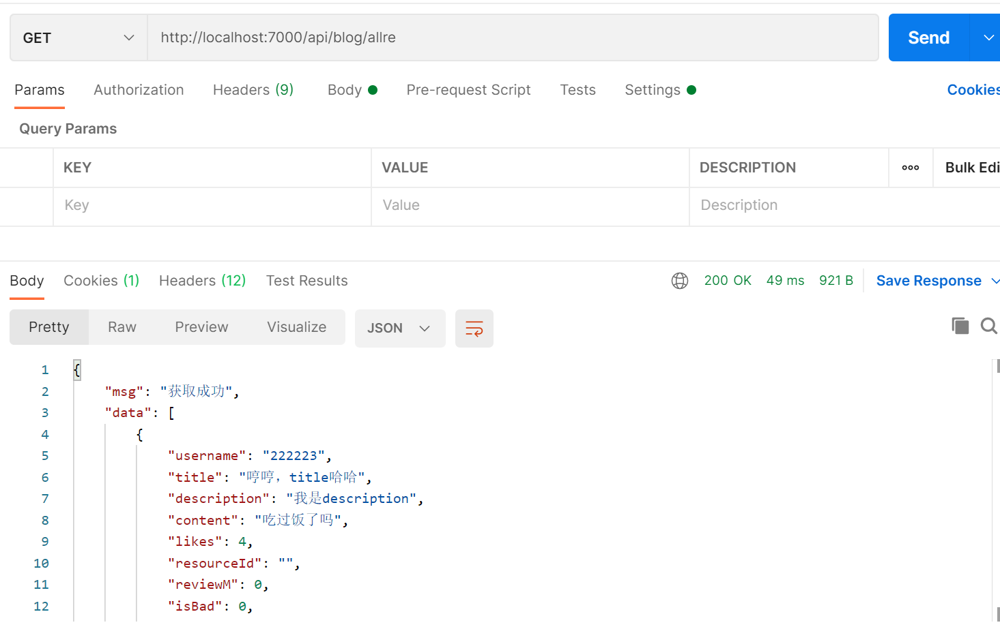 GET http://localhost:7000/api/blog/allre Send
Params Authorization Headers (9) Body Pre-request Script Tests Settings Cookies
Query Params
KEY VALUE DESCRIPTION ooo Bulk Edi
Key Value Description
Body Cookies (1) Headers (12) Test Results 200 OK 49 ms 921 B Save Response
Pretty Raw Preview Visualize JSON
1 {
2 "msg": "获取成功",
3 "data": [
4 {
5 "username": "222223",
6 "title": "哼哼，title哈哈",
7 "description": "我是description",
8 "content": "吃过饭了吗",
9 "likes": 4,
10 "resourceId": "",
11 "reviewM": 0,
12 "isBad": 0,